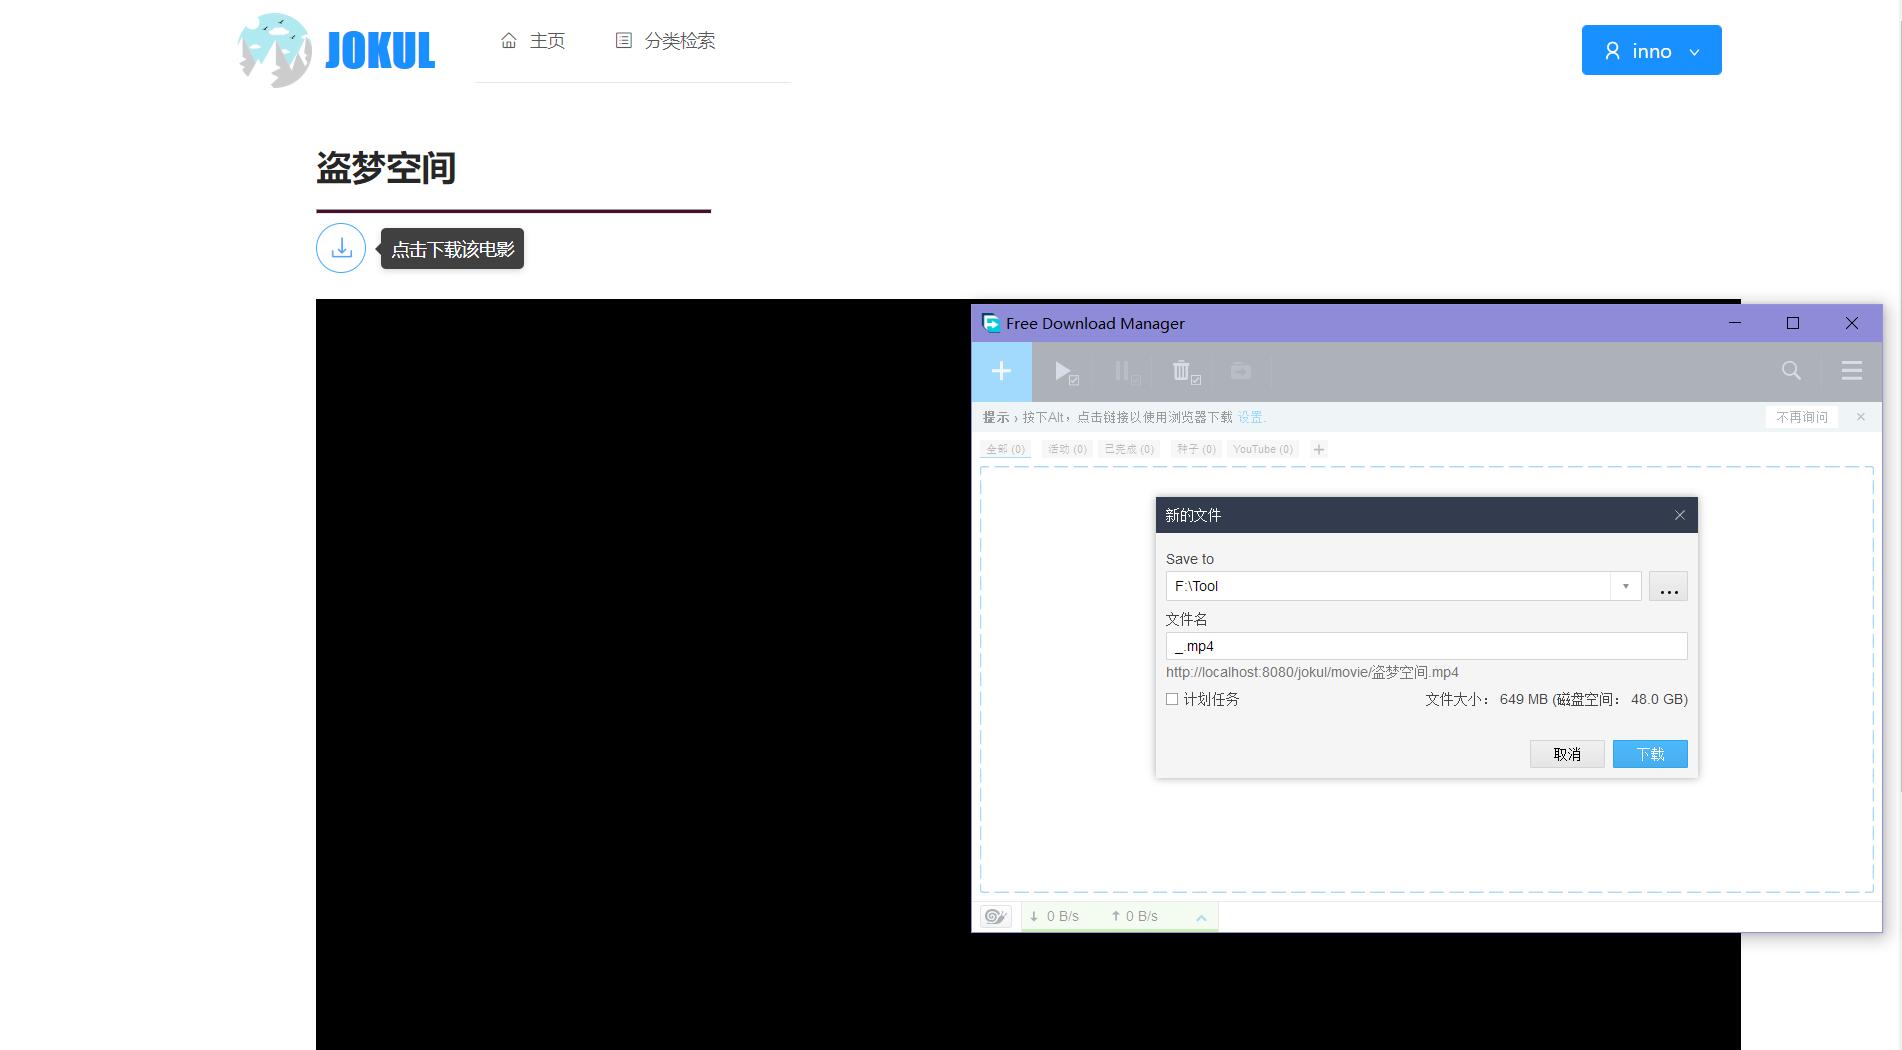 JOKUL
主页
分类检索
inno
盗梦空间
点击下载该电影
Free Download Manager
提示 › 按下Alt，点击链接以使用浏览器下载 设置.
不再询问
全部 (0) 活动 (0) 已完成 (0) 种子 (0) YouTube (0)
新的文件
Save to
F:\Tool
...
文件名
_.mp4
http://localhost:8080/jokul/movie/盗梦空间.mp4
计划任务
文件大小： 649 MB (磁盘空间： 48.0 GB)
取消
下载
0 B/s
0 B/s